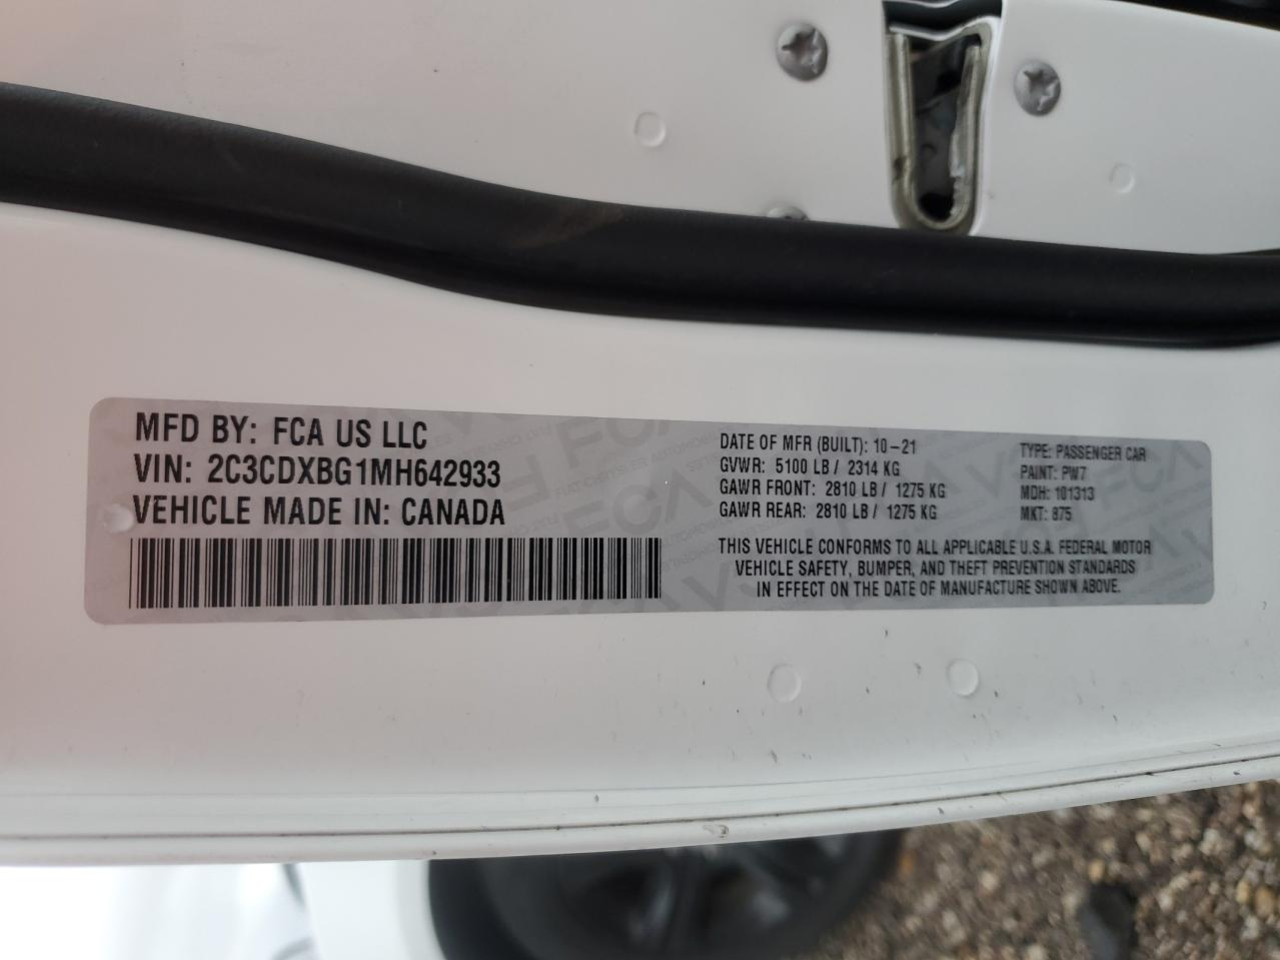 MFD BY: FCA US LLC
VIN: 2C3CDXBG1MH642933
VEHICLE MADE IN: CANADA
DATE OF MFR (BUILT): 10-21
GVWR: 5100 LB / 2314 KG
GAWR FRONT: 2810 LB / 1275 KG
GAWR REAR: 2810 LB / 1275 KG
TYPE: PASSENGER CAR
PAINT: PW7
MDH: 101313
MKT: 875
THIS VEHICLE CONFORMS TO ALL APPLICABLE U.S.A. FEDERAL MOTOR
VEHICLE SAFETY, BUMPER, AND THEFT PREVENTION STANDARDS
IN EFFECT ON THE DATE OF MANUFACTURE SHOWN ABOVE.